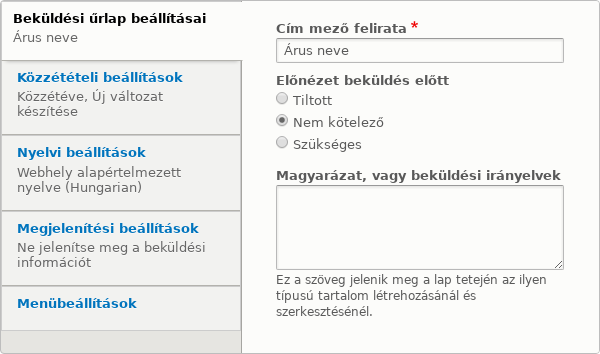 Beküldési űrlap beállításai
Árus neve
Közzétételi beállítások
Közzétéve, Új változat
készítése
Nyelvi beállítások
Webhely alapértelmezett
nyelve (Hungarian)
Megjelenítési beállítások
Ne jelenítse meg a beküldési
információt
Menübeállítások
Cím mező felirata *
Árus neve
Előnézet beküldés előtt
Tiltott
Nem kötelező
Szükséges
Magyarázat, vagy beküldési irányelvek
Ez a szöveg jelenik meg a lap tetején az ilyen
típusú tartalom létrehozásánál és
szerkesztésénél.